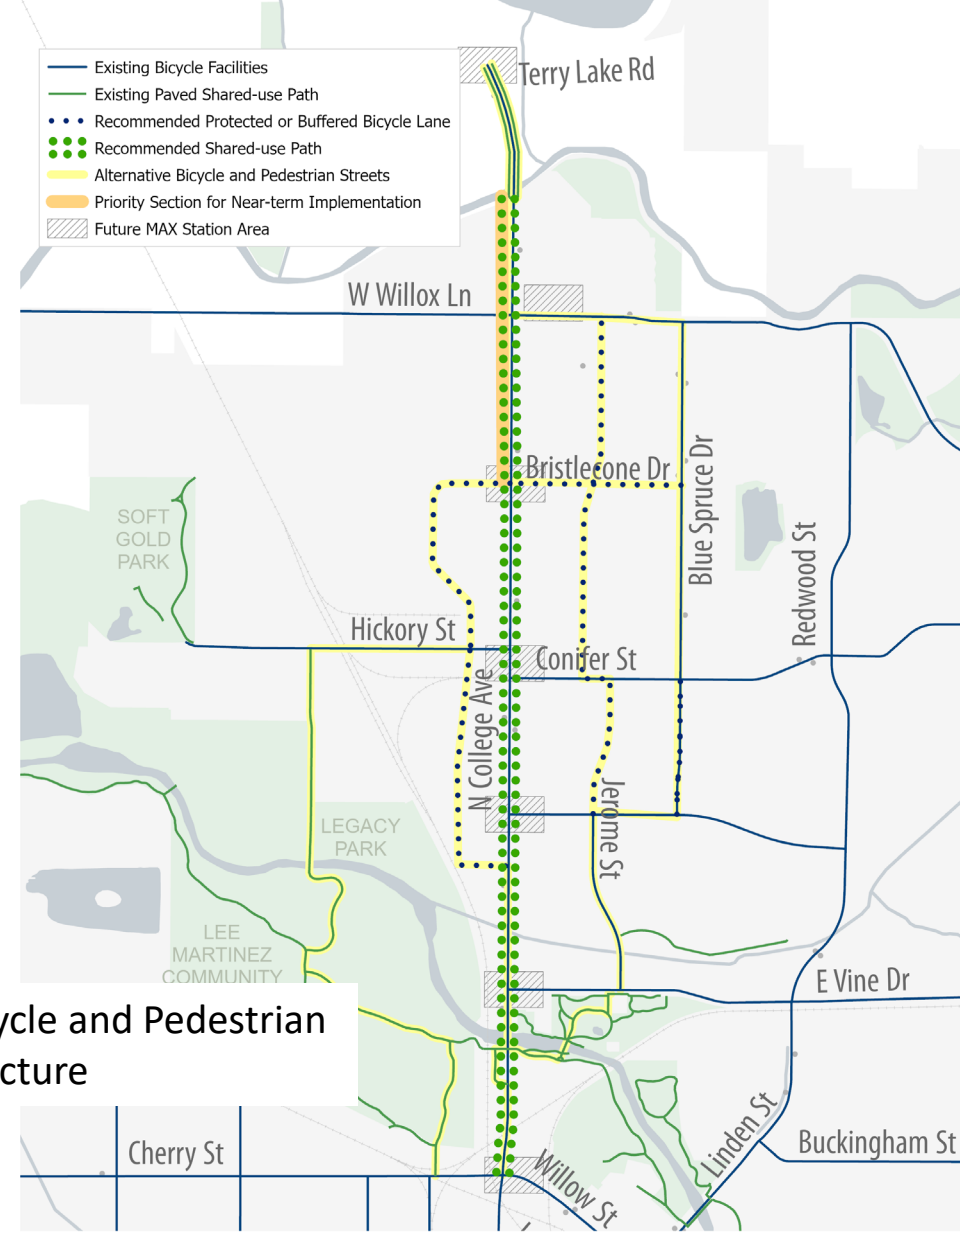 Existing Bicycle Facilities
Existing Paved Shared-use Path
Recommended Protected or Buffered Bicycle Lane
Recommended Shared-use Path
Alternative Bicycle and Pedestrian Streets
Priority Section for Near-term Implementation
Future MAX Station Area
Terry Lake Rd
W Willox Ln
Bristlecone Dr
Blue Spruce Dr
SOFT
GOLD
PARK
Redwood St
Hickory St
Conifer St
N College Ave
Jerome St
LEGACY
PARK
LEE
MARTINEZ
COMMUNITY
E Vine Dr
ycle and Pedestrian
cture
Cherry St
Willow St
Linden St
Buckingham St